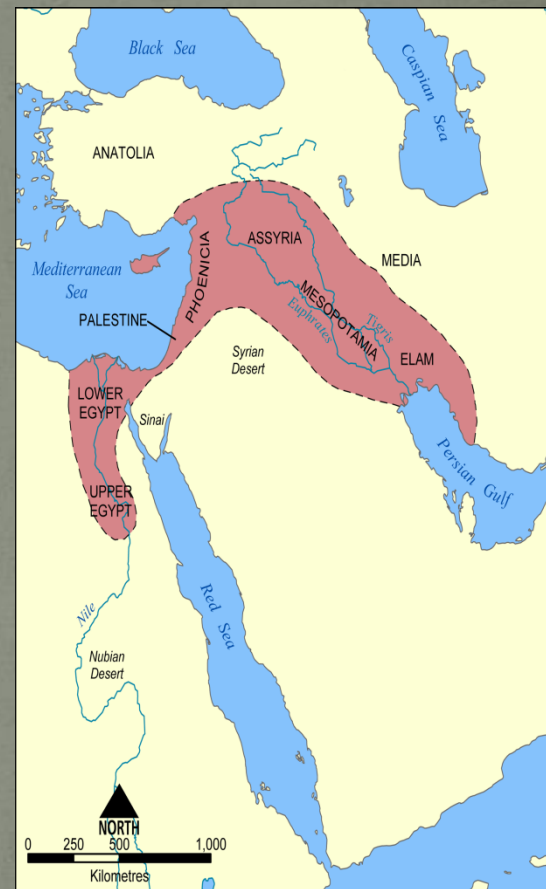 Black Sea
Caspian
Sea
ANATOLIA
ASSYRIA
PHOENICIA
MEDIA
Mediterranean
Sea
MESOPOTAMIA
Tigris
Euphrates
PALESTINE
ELAM
Syrian
Desert
LOWER
EGYPT
Sinai
Persian Gulf
UPPER
EGYPT
Red Sea
Nile
Nubian
Desert
NORTH
0 250 500 1,000
Kilometres